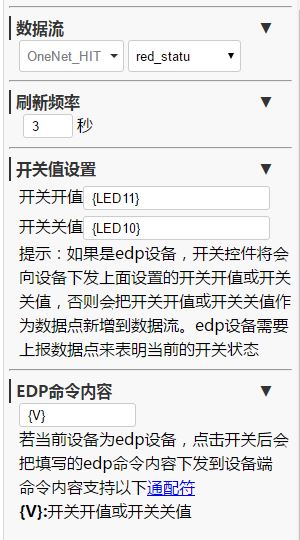 数据流 ▼
OneNet_HIT red_statu
刷新频率 ▼
3 秒
开关值设置 ▼
开关开值 {LED11}
开关关值 {LED10}
提示：如果是edp设备，开关控件将会
向设备下发上面设置的开关开值或开关
关值，否则会把开关开值或开关关值作
为数据点新增到数据流。edp设备需要
上报数据点来表明当前的开关状态
EDP命令内容 ▼
{V}
若当前设备为edp设备，点击开关后会
把填写的edp命令内容下发到设备端
命令内容支持以下通配符
{V}:开关开值或开关关值